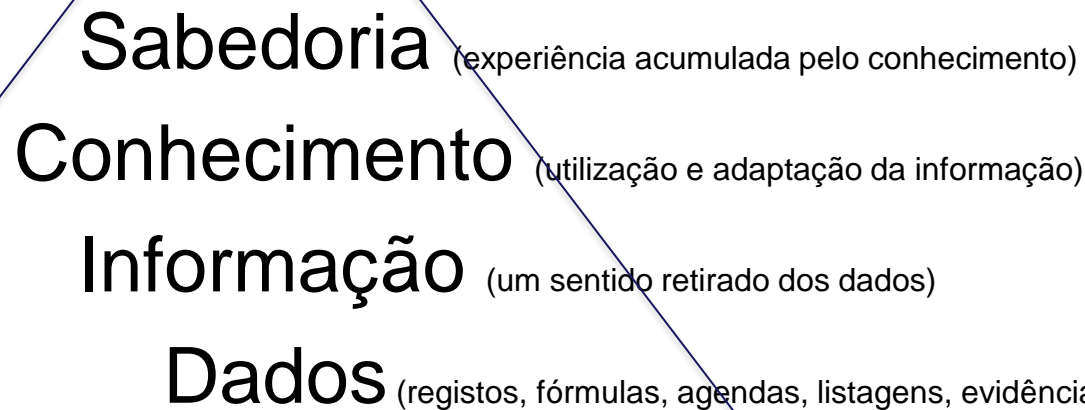 Sabedoria (experiência acumulada pelo conhecimento)
Conhecimento (utilização e adaptação da informação)
Informação (um sentido retirado dos dados)
Dados (registos, fórmulas, agendas, listagens,